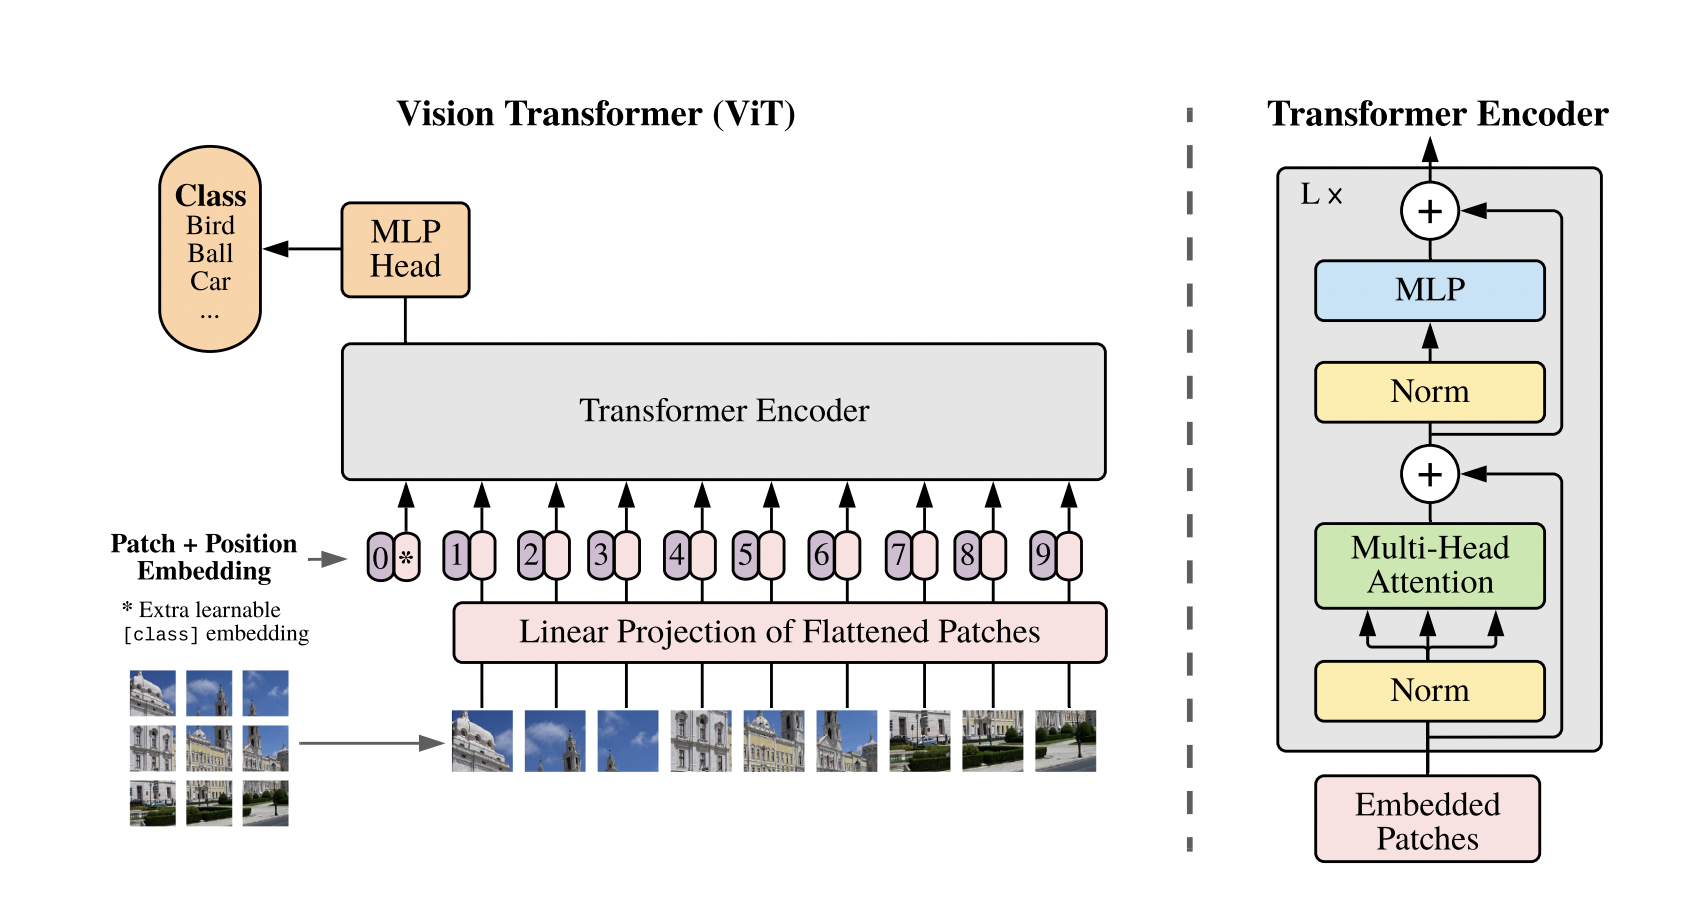 Vision Transformer (ViT)
Class
Bird
Ball
Car
...
MLP
Head
Transformer Encoder
Patch + Position
Embedding
* Extra learnable
[class] embedding
0 * 1 2 3 4 5 6 7 8 9
Linear Projection of Flattened Patches
Transformer Encoder
L ×
+
MLP
Norm
+
Multi-Head
Attention
Norm
Embedded
Patches